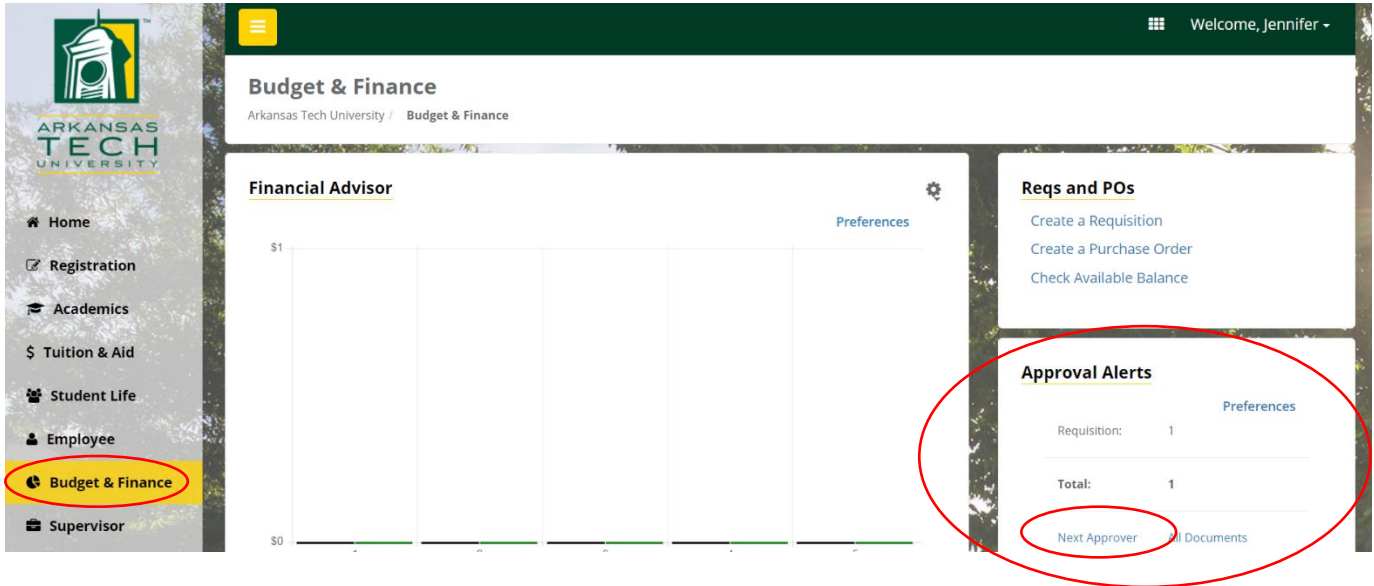 ARKANSAS
TECH
UNIVERSITY
Home
Registration
Academics
$ Tuition & Aid
Student Life
Employee
Budget & Finance
Supervisor
Welcome, Jennifer
Budget & Finance
Arkansas Tech University / Budget & Finance
Financial Advisor
Preferences
$1
$0
Reqs and POs
Create a Requisition
Create a Purchase Order
Check Available Balance
Approval Alerts
Preferences
Requisition: 1
Total: 1
Next Approver All Documents